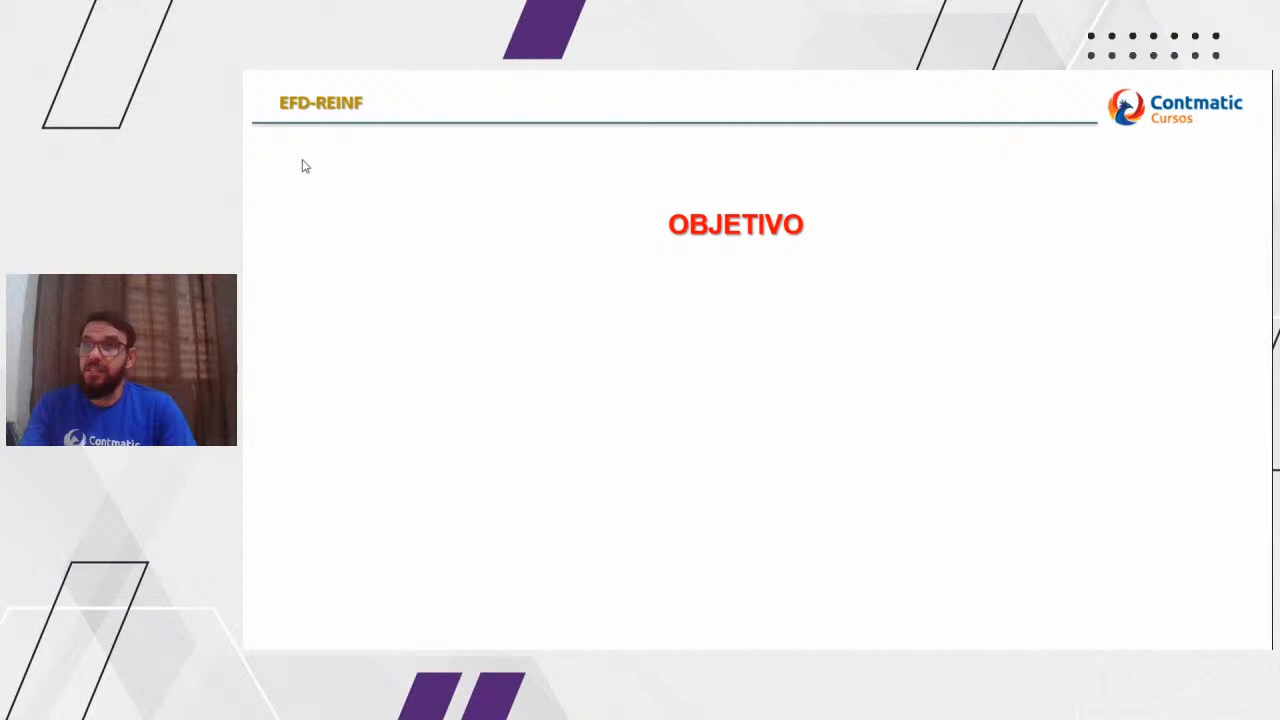 EFD-REINF
Contmatic
Cursos
OBJETIVO
Contmatic